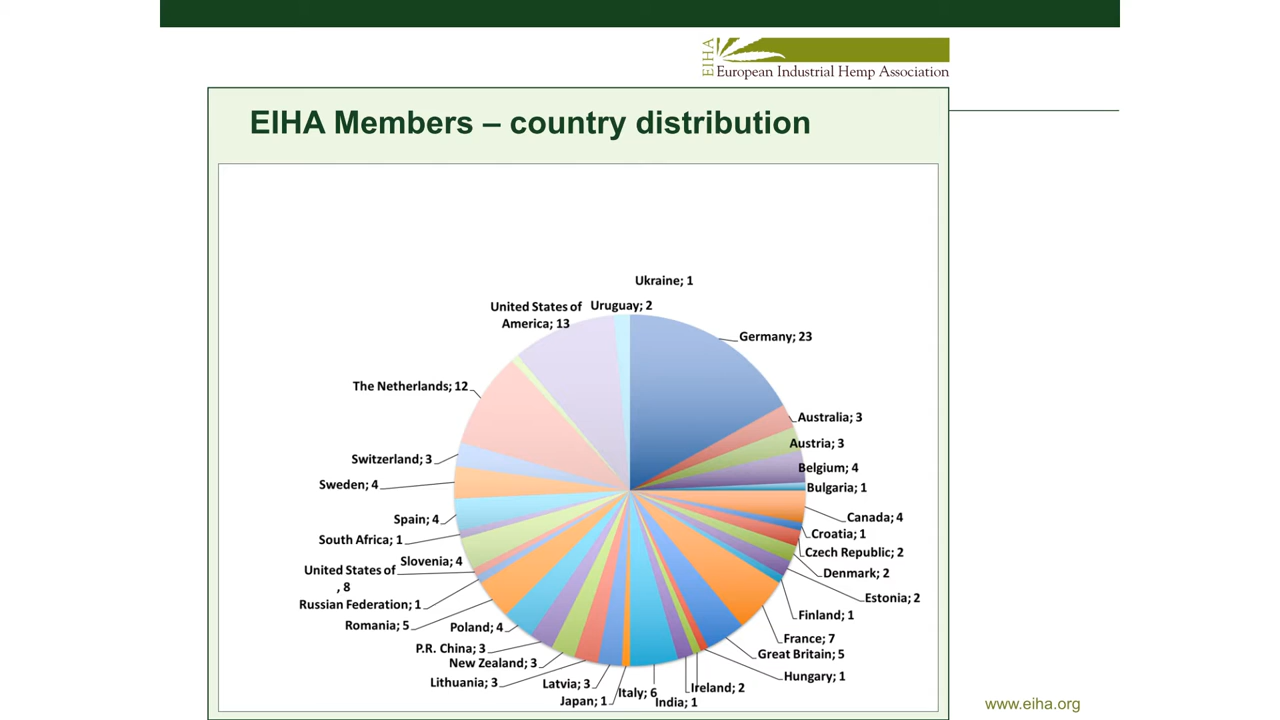 EIHA
European Industrial Hemp Association
EIHA Members – country distribution
Ukraine; 1
United States of
America; 13
Uruguay; 2
Germany; 23
The Netherlands; 12
Australia; 3
Austria; 3
Switzerland; 3
Belgium; 4
Sweden; 4
Bulgaria; 1
Spain; 4
Canada; 4
South Africa; 1
Croatia; 1
Slovenia; 4
Czech Republic; 2
United States of
, 8
Denmark; 2
Russian Federation; 1
Estonia; 2
Romania; 5
Finland; 1
Poland; 4
France; 7
P.R. China; 3
Great Britain; 5
New Zealand; 3
Hungary; 1
Lithuania; 3
Latvia; 3
Ireland; 2
Italy; 6
Japan; 1
India; 1
www.eiha.org